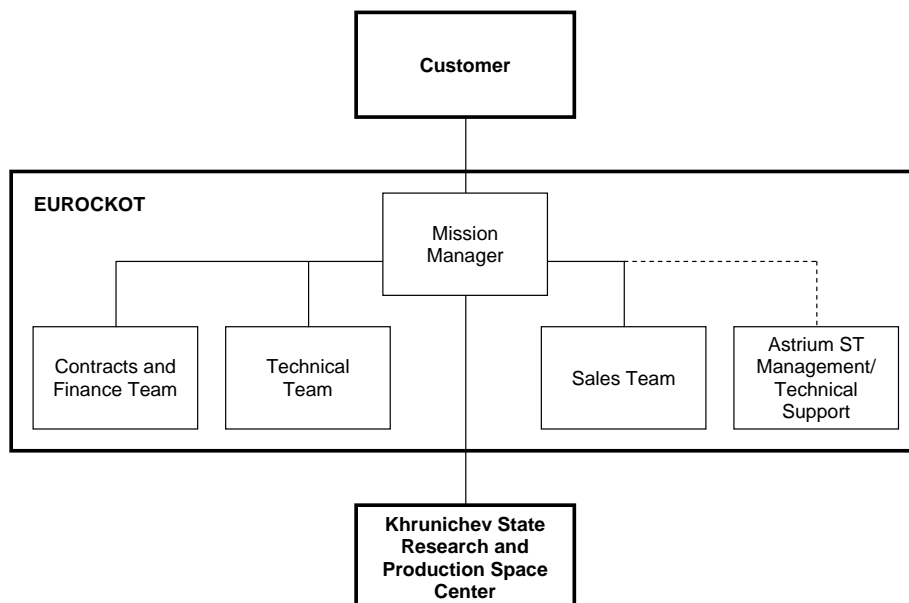 Customer
EUROCKOT
Mission
Manager
Contracts and
Finance Team
Technical
Team
Sales Team
Astrium ST
Management/
Technical
Support
Khrunichev State
Research and
Production Space
Center